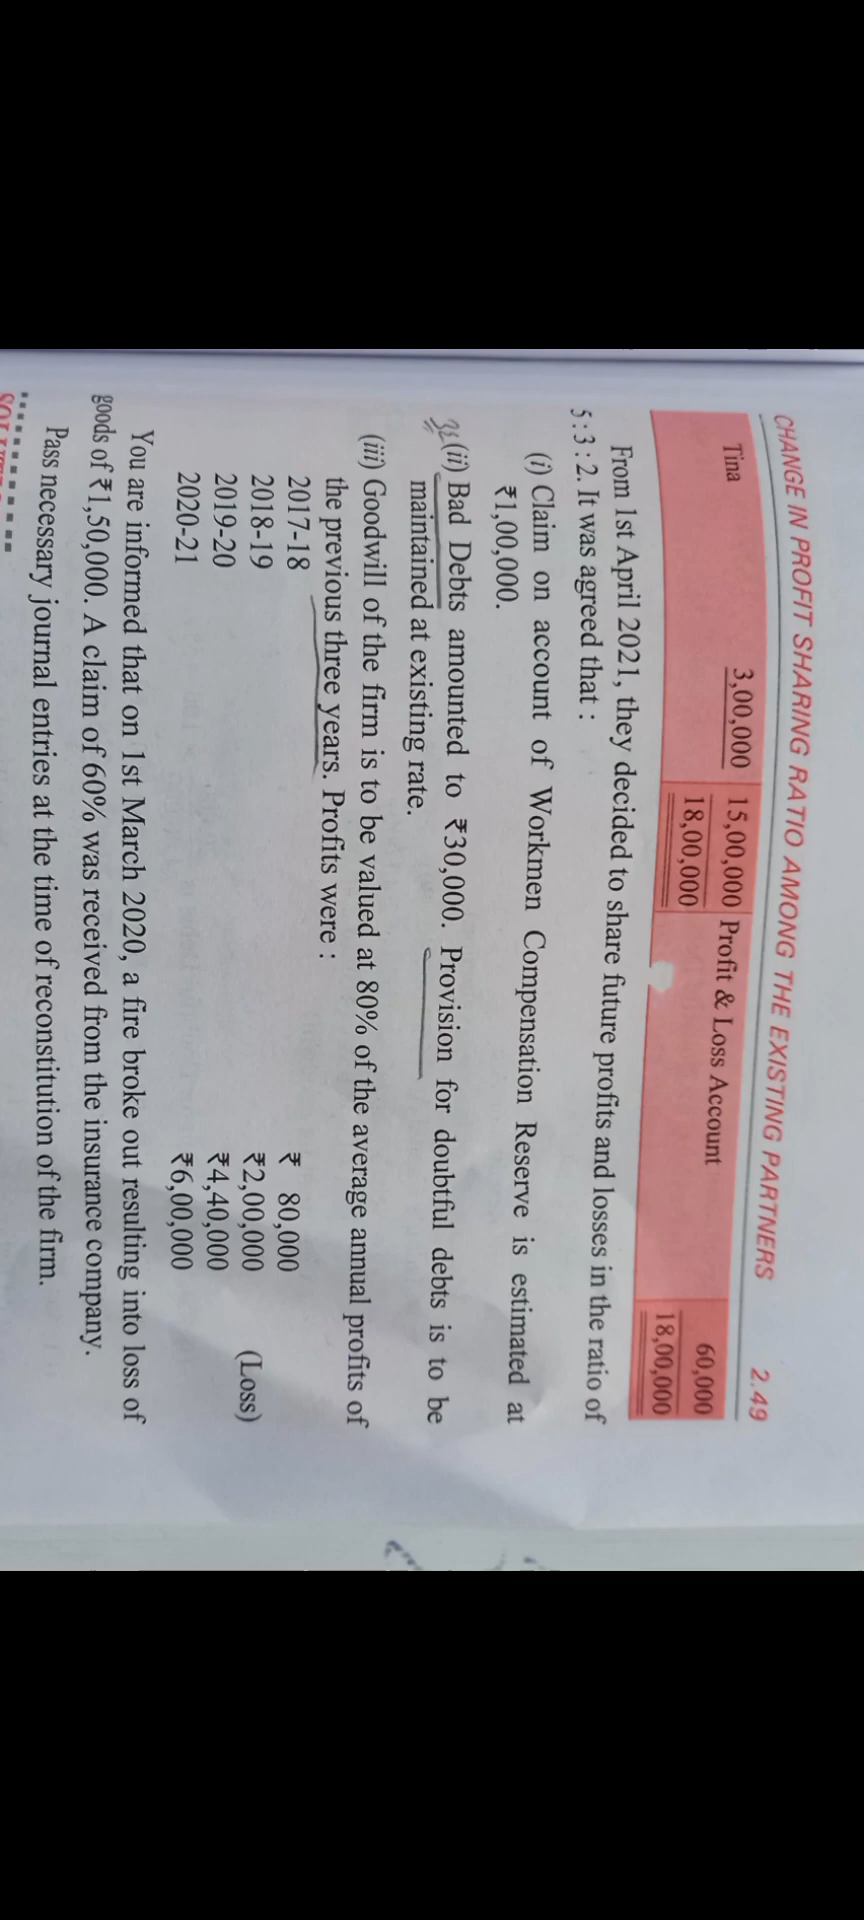 CHANGE IN PROFIT SHARING RATIO AMONG THE EXISTING PARTNERS 2.49
Tina 3,00,000 15,00,000 Profit & Loss Account 60,000
18,00,000 18,00,000
From 1st April 2021, they decided to share future profits and losses in the ratio of
5 : 3 : 2. It was agreed that :
(i) Claim on account of Workmen Compensation Reserve is estimated at
₹1,00,000.
(ii) Bad Debts amounted to ₹30,000. Provision for doubtful debts is to be
maintained at existing rate.
(iii) Goodwill of the firm is to be valued at 80% of the average annual profits of
the previous three years. Profits were :
2017-18 ₹ 80,000
2018-19 ₹2,00,000 (Loss)
2019-20 ₹4,40,000
2020-21 ₹6,00,000
You are informed that on 1st March 2020, a fire broke out resulting into loss of
goods of ₹1,50,000. A claim of 60% was received from the insurance company.
Pass necessary journal entries at the time of reconstitution of the firm.